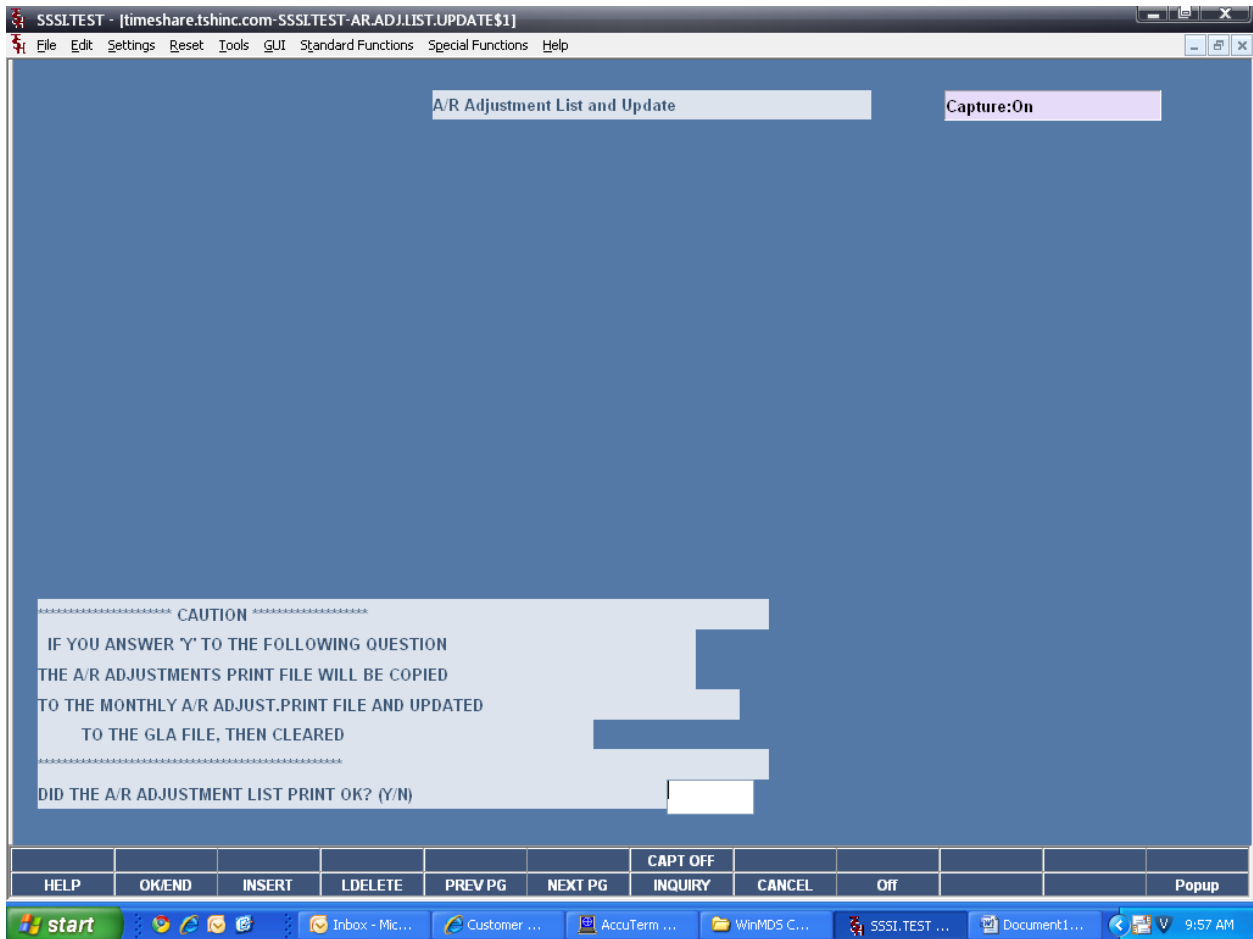 SSSI.TEST - [timeshare.tshinc.com-SSSI.TEST-AR.ADJ.LIST.UPDATE$1]
File Edit Settings Reset Tools GUI Standard Functions Special Functions Help
A/R Adjustment List and Update
Capture:On
********************** CAUTION *******************
IF YOU ANSWER 'Y' TO THE FOLLOWING QUESTION
THE A/R ADJUSTMENTS PRINT FILE WILL BE COPIED
TO THE MONTHLY A/R ADJUST.PRINT FILE AND UPDATED
TO THE GLA FILE, THEN CLEARED
**************************************************
DID THE A/R ADJUSTMENT LIST PRINT OK? (Y/N)
CAPT OFF
HELP OK/END INSERT LDELETE PREV PG NEXT PG INQUIRY CANCEL Off Popup
start Inbox - Mic... Customer ... AccuTerm ... WinMDS C... SSSI.TEST ... Document1... V 9:57 AM